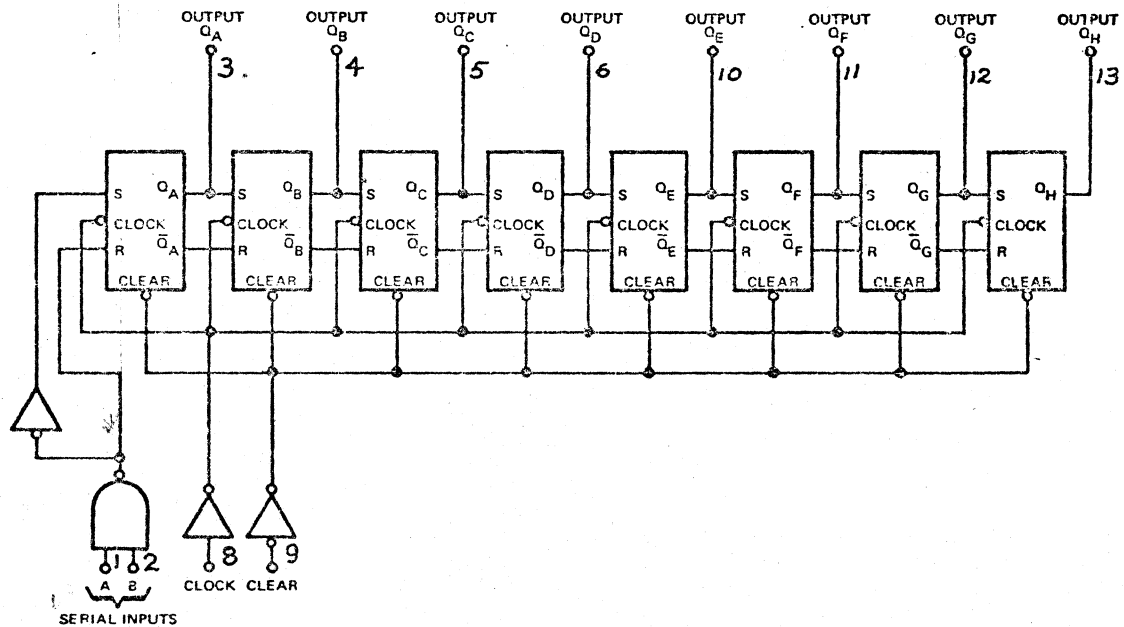 OUTPUT OUTPUT OUTPUT OUTPUT OUTPUT OUTPUT OUTPUT OUTPUT
QA QB QC QD QE QF QG QH
3. 4 5 6 10 11 12 13
S QA S QB S QC S QD S QE S QF S QG S QH
CLOCK CLOCK CLOCK CLOCK CLOCK CLOCK CLOCK CLOCK
R Q̄A R Q̄B R Q̄C R Q̄D R Q̄E R Q̄F R Q̄G R
CLEAR CLEAR CLEAR CLEAR CLEAR CLEAR CLEAR CLEAR
1 2 8 9
A B CLOCK CLEAR
SERIAL INPUTS